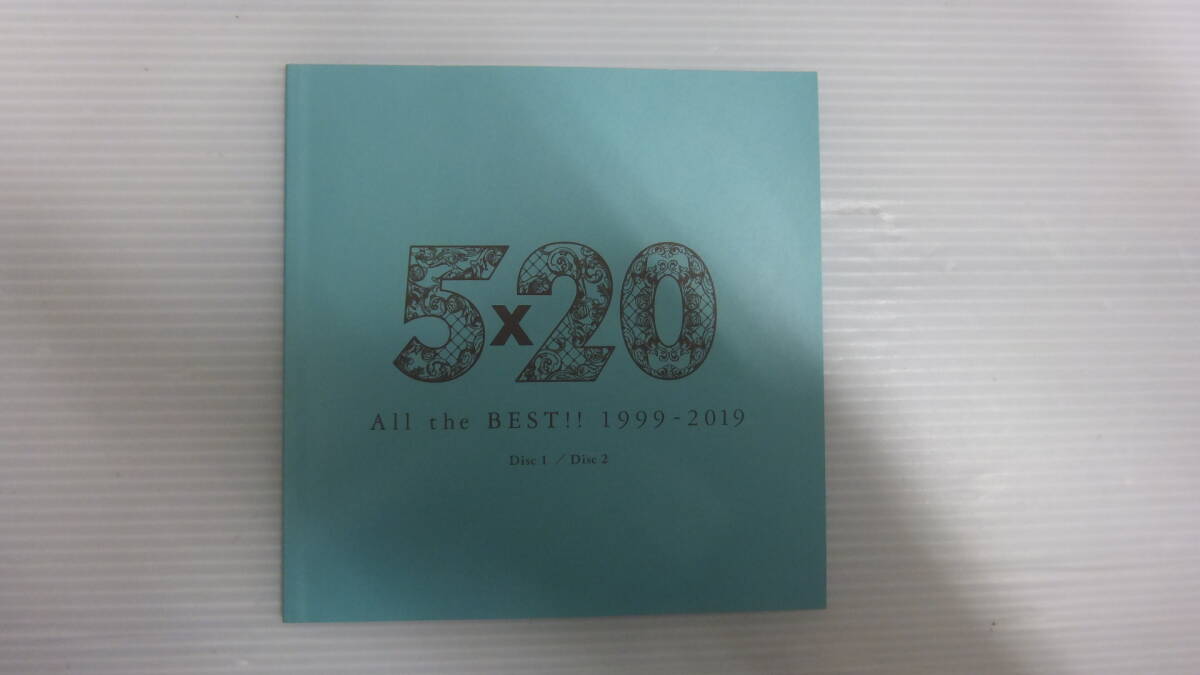 5x20
All the BEST!! 1999-2019
Disc 1 / Disc 2